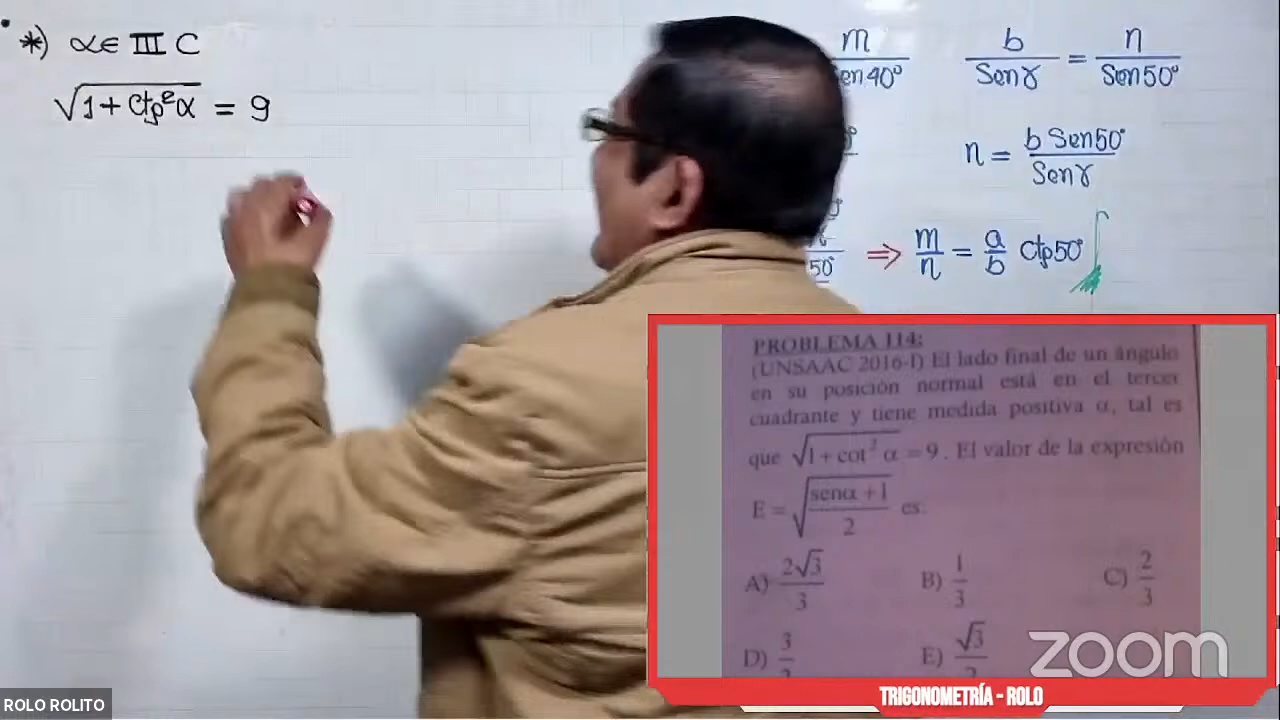 *) α ∈ III C
√1 + Ctg²α = 9
m / Sen40°
b / Senγ = n / Sen50°
n = b Sen50° / Senγ
50° ⇒ m/n = a/b Ctg50°
PROBLEMA 114:
(UNSAAC 2016-I) El lado final de un ángulo
en su posición normal está en el tercer
cuadrante y tiene medida positiva α, tal es
que √1 + cot² α = 9. El valor de la expresión
E = √senα + 1 / 2 es:
A) 2√3 / 3 B) 1/3 C) 2/3
D) 3 E) √3
zoom
ROLO ROLITO
TRIGONOMETRÍA - ROLO